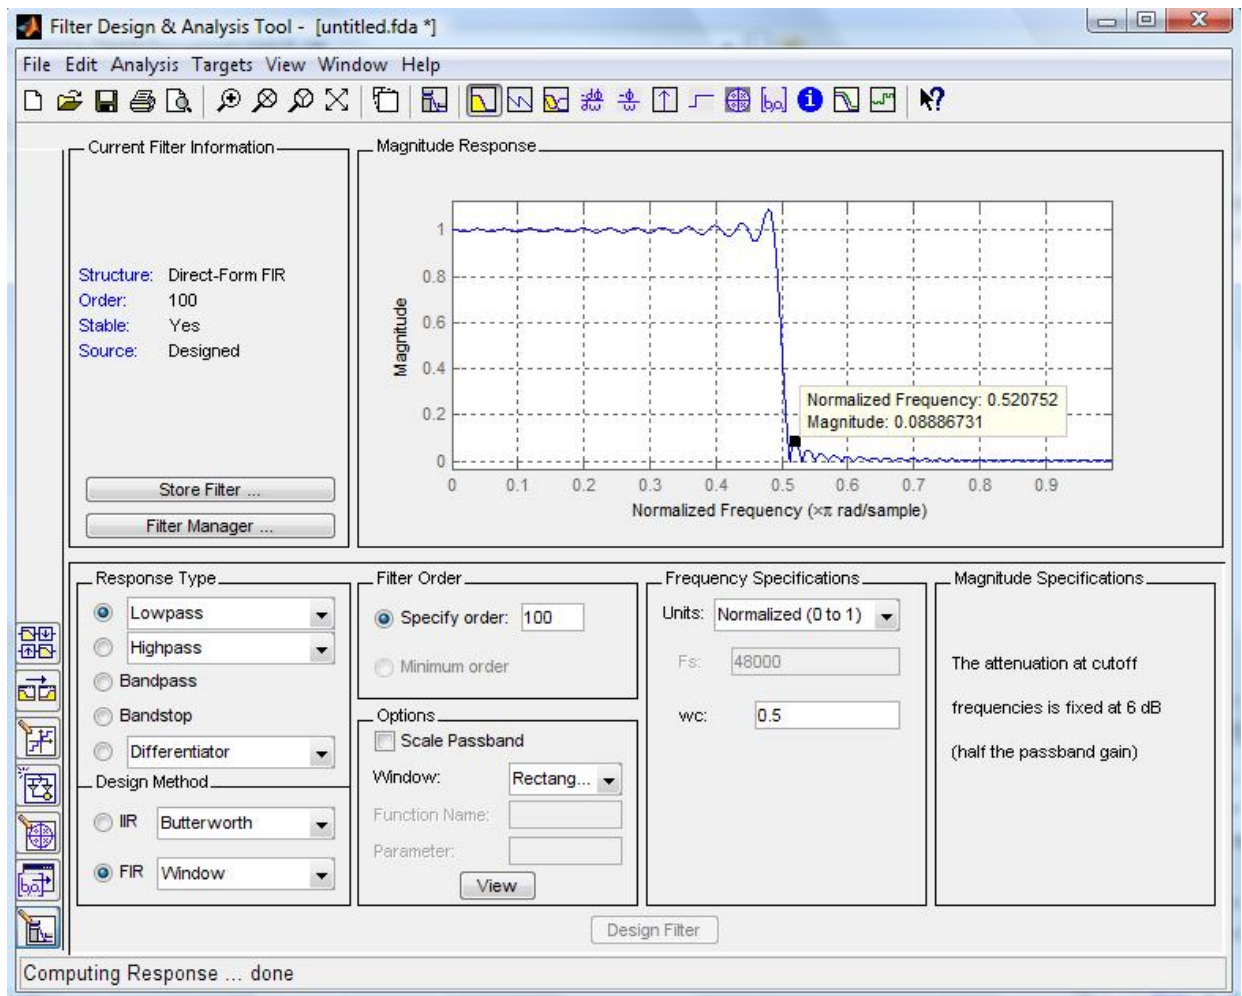 Filter Design & Analysis Tool - [untitled.fda *]
File Edit Analysis Targets View Window Help
Current Filter Information
Structure: Direct-Form FIR
Order: 100
Stable: Yes
Source: Designed
Store Filter ...
Filter Manager ...
Magnitude Response
1
0.8
0.6
0.4
0.2
0
Magnitude
Normalized Frequency: 0.520752
Magnitude: 0.08886731
0 0.1 0.2 0.3 0.4 0.5 0.6 0.7 0.8 0.9
Normalized Frequency (×π rad/sample)
Response Type
Lowpass
Highpass
Bandpass
Bandstop
Differentiator
Design Method
IIR Butterworth
FIR Window
Filter Order
Specify order: 100
Minimum order
Options
Scale Passband
Window: Rectang...
Function Name:
Parameter:
View
Frequency Specifications
Units: Normalized (0 to 1)
Fs: 48000
wc: 0.5
Magnitude Specifications
The attenuation at cutoff
frequencies is fixed at 6 dB
(half the passband gain)
Design Filter
Computing Response ... done